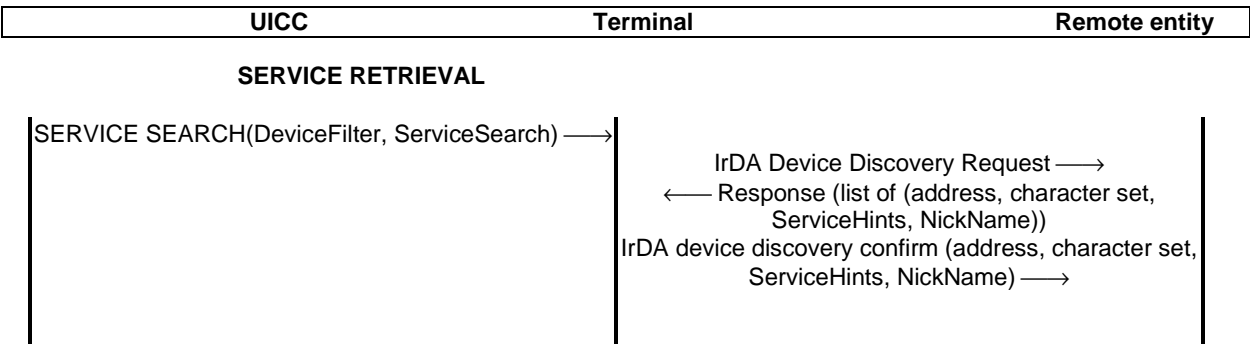 UICC Terminal Remote entity
SERVICE RETRIEVAL
SERVICE SEARCH(DeviceFilter, ServiceSearch) ⟶
IrDA Device Discovery Request ⟶
⟵ Response (list of (address, character set,
ServiceHints, NickName))
IrDA device discovery confirm (address, character set,
ServiceHints, NickName) ⟶